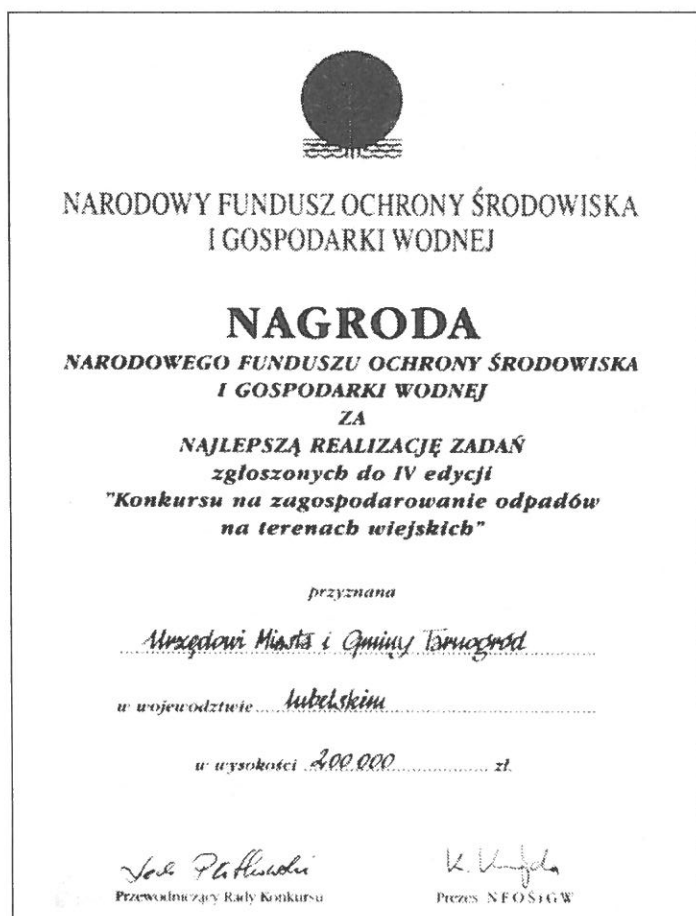 NARODOWY FUNDUSZ OCHRONY ŚRODOWISKA
I GOSPODARKI WODNEJ
NAGRODA
NARODOWEGO FUNDUSZU OCHRONY ŚRODOWISKA
I GOSPODARKI WODNEJ
ZA
NAJLEPSZĄ REALIZACJĘ ZADAŃ
zgłoszonych do IV edycji
"Konkursu na zagospodarowanie odpadów
na terenach wiejskich"
przyznana
Urzędowi Miasta i Gminy Tarnogród
w województwie lubelskim
w wysokości 200 000 zł
Przewodniczący Rady Konkursu
Prezes NFOŚiGW